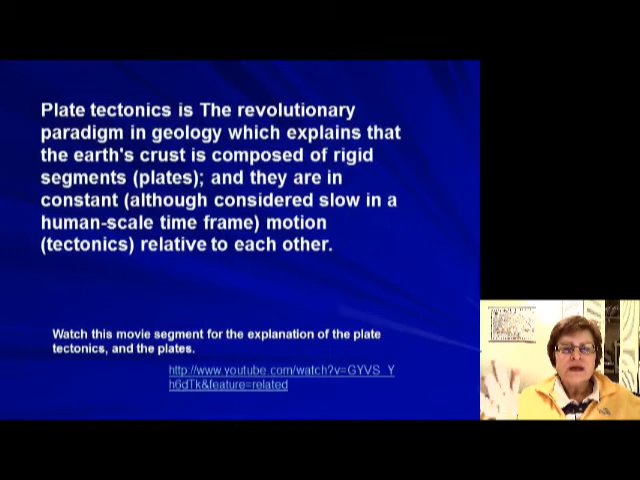 Plate tectonics is The revolutionary
paradigm in geology which explains that
the earth's crust is composed of rigid
segments (plates); and they are in
constant (although considered slow in a
human-scale time frame) motion
(tectonics) relative to each other.
Watch this movie segment for the explanation of the plate
tectonics, and the plates.
http://www.youtube.com/watch?v=GYVS_Y
h6dTk&feature=related